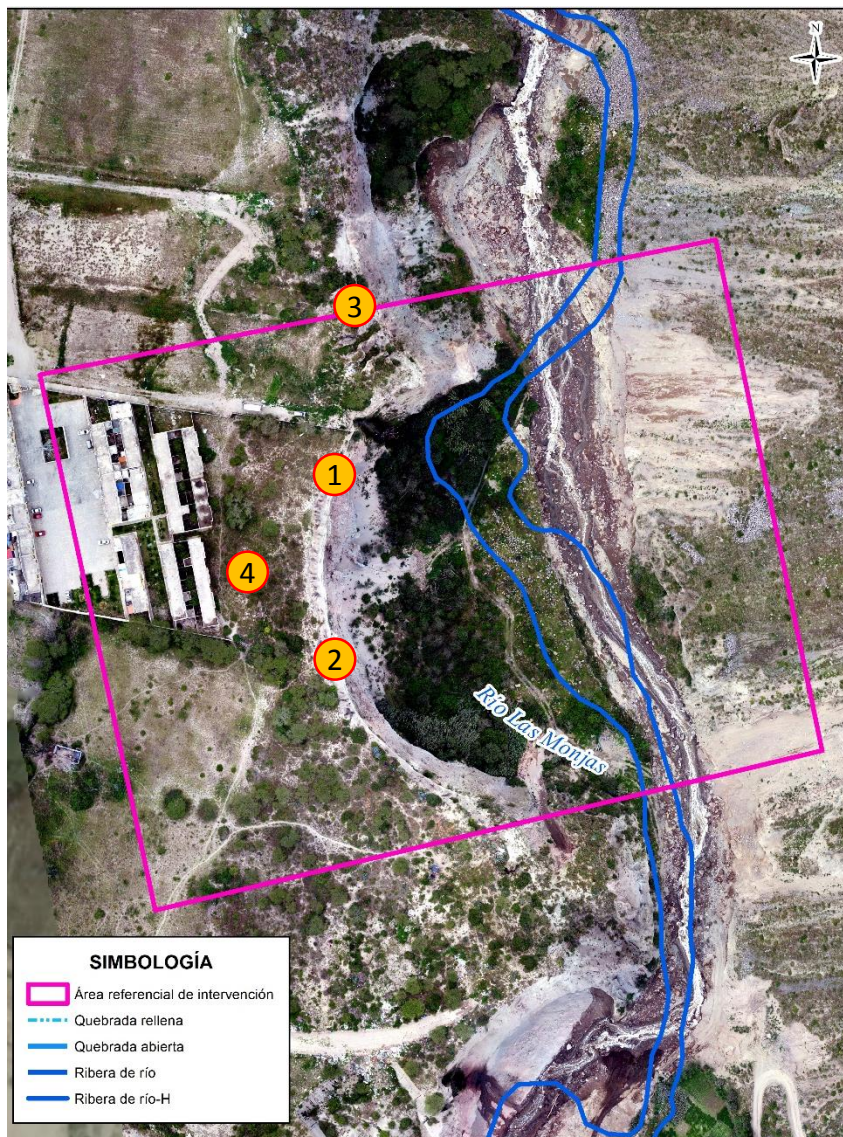 N
3
1
4
2
Río Las Monjas
SIMBOLOGÍA
Área referencial de intervención
Quebrada rellena
Quebrada abierta
Ribera de río
Ribera de río-H